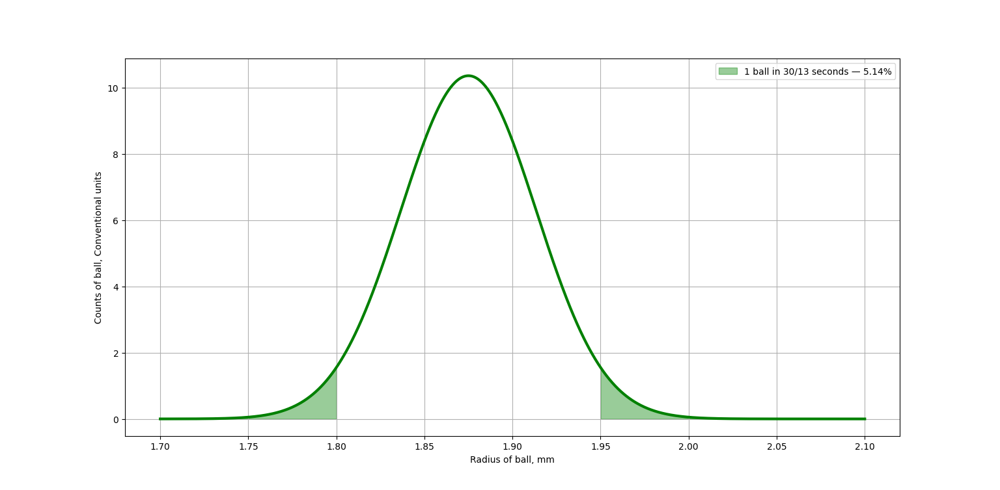 1 ball in 30/13 seconds — 5.14%
Counts of ball, Conventional units
10
8
6
4
2
0
1.70 1.75 1.80 1.85 1.90 1.95 2.00 2.05 2.10
Radius of ball, mm